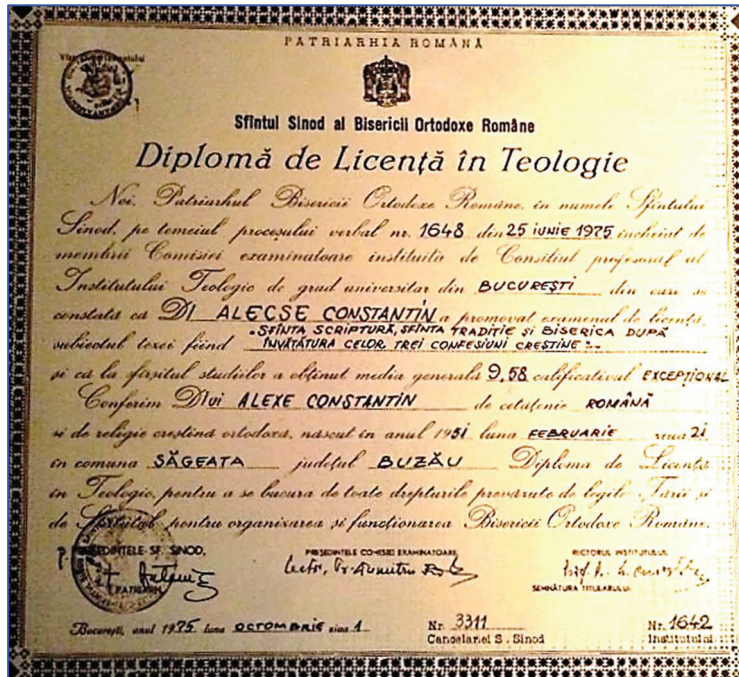 PATRIARHIA ROMÂNĂ
Sfîntul Sinod al Bisericii Ortodoxe Române
Diplomă de Licență în Teologie
Noi, Patriarhul Bisericii Ortodoxe Române, în numele Sfîntului
Sinod, pe temeiul procesului verbal nr. 1648 din 25 IUNIE 1975 încheiat de
membrii Comisiei examinatoare instituită de Consiliul profesoral al
Institutului Teologic de grad universitar din BUCUREȘTI din care se
constată că Dl ALECSE CONSTANTIN a promovat examenul de licență,
"SFÎNTA SCRIPTURĂ, SFÎNTA TRADIȚIE ȘI BISERICA DUPĂ
subiectul tezei fiind ÎNVĂȚĂTURA CELOR TREI CONFESIUNI CREȘTINE"
și că la sfîrșitul studiilor a obținut media generală 9,58 calificativul EXCEPȚIONAL
Conferim Dlui ALEXE CONSTANTIN de cetățenie ROMÂNĂ
și de religie creștină ortodoxă, născut în anul 1951 luna FEBRUARIE ziua 21
în comuna SĂGEATA județul BUZĂU Diploma de Licență
în Teologie, pentru a se bucura de toate drepturile prevăzute de legile Țării și
de Statutul pentru organizarea și funcționarea Bisericii Ortodoxe Române.
P. PREȘEDINTELE SF. SINOD, PREȘEDINTELE COMISIEI EXAMINATOARE, RECTORUL INSTITUTULUI,
PATRIARH Lector, Pr. Dumitru
SEMNĂTURA TITULARULUI
București, anul 1975 luna OCTOMBRIE ziua 1 Nr. 3311 Nr. 1642
Cancelariei S. Sinod Institutului